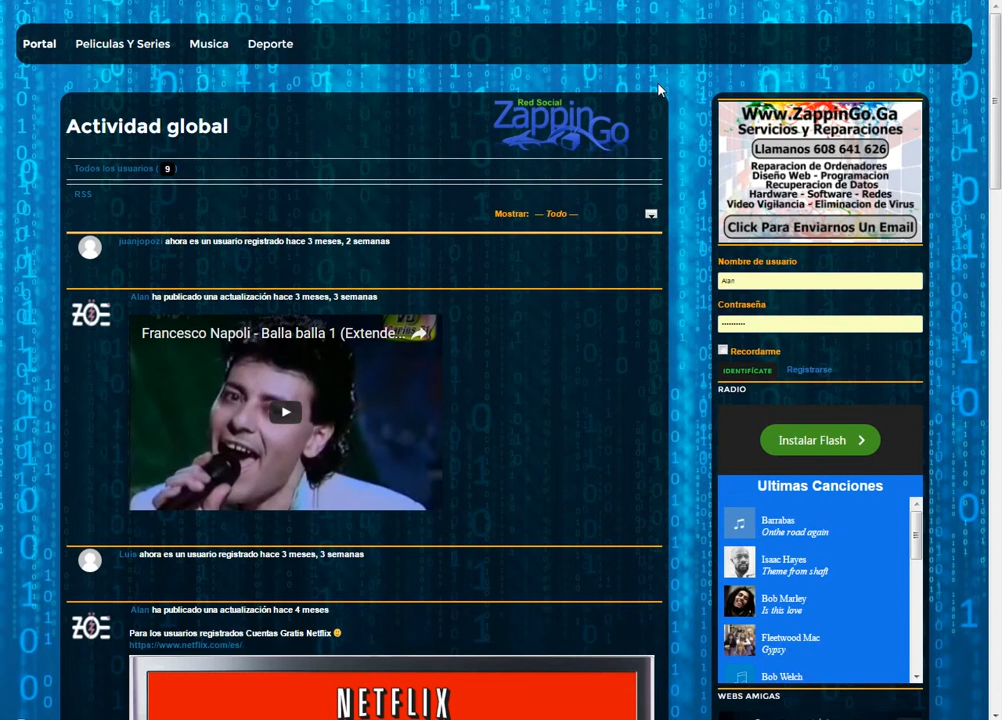 Portal Peliculas Y Series Musica Deporte
Actividad global
Red Social
ZappinGo
Todos los usuarios ( 9 )
RSS
Mostrar: — Todo —
juanjopozi ahora es un usuario registrado hace 3 meses, 2 semanas
Alan ha publicado una actualización hace 3 meses, 3 semanas
ZÖE
Francesco Napoli - Balla balla 1 (Extende...
Luis ahora es un usuario registrado hace 3 meses, 3 semanas
Alan ha publicado una actualización hace 4 meses
ZÖE
Para los usuarios registrados Cuentas Gratis Netflix
https://www.netflix.com/es/
NETFLIX
Www.ZappinGo.Ga
Servicios y Reparaciones
Llamanos 608 641 626
Reparacion de Ordenadores
Diseño Web - Programacion
Recuperacion de Datos
Hardware - Software - Redes
Video Vigilancia - Eliminacion de Virus
Click Para Enviarnos Un Email
Nombre de usuario
Alan
Contraseña
Recordarme
IDENTIFÍCATE Registrarse
RADIO
Instalar Flash
Ultimas Canciones
Barrabas
Onthe road again
Isaac Hayes
Theme from shaft
Bob Marley
Is this love
Fleetwood Mac
Gypsy
Bob Welch
WEBS AMIGAS